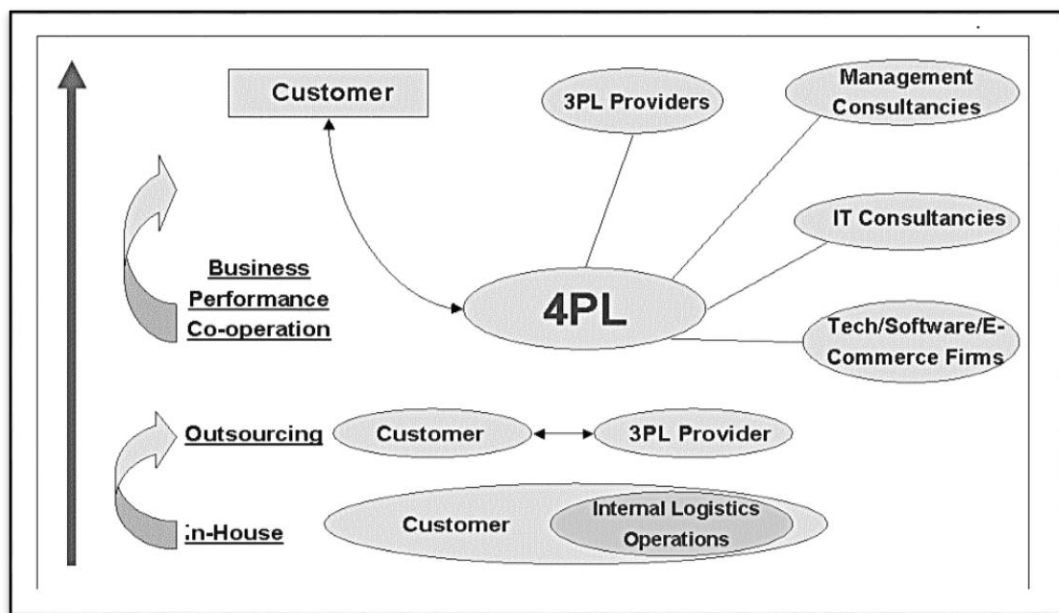 Customer
3PL Providers
Management
Consultancies
IT Consultancies
Business
Performance
Co-operation
4PL
Tech/Software/E-
Commerce Firms
Outsourcing
Customer
3PL Provider
In-House
Customer
Internal Logistics
Operations